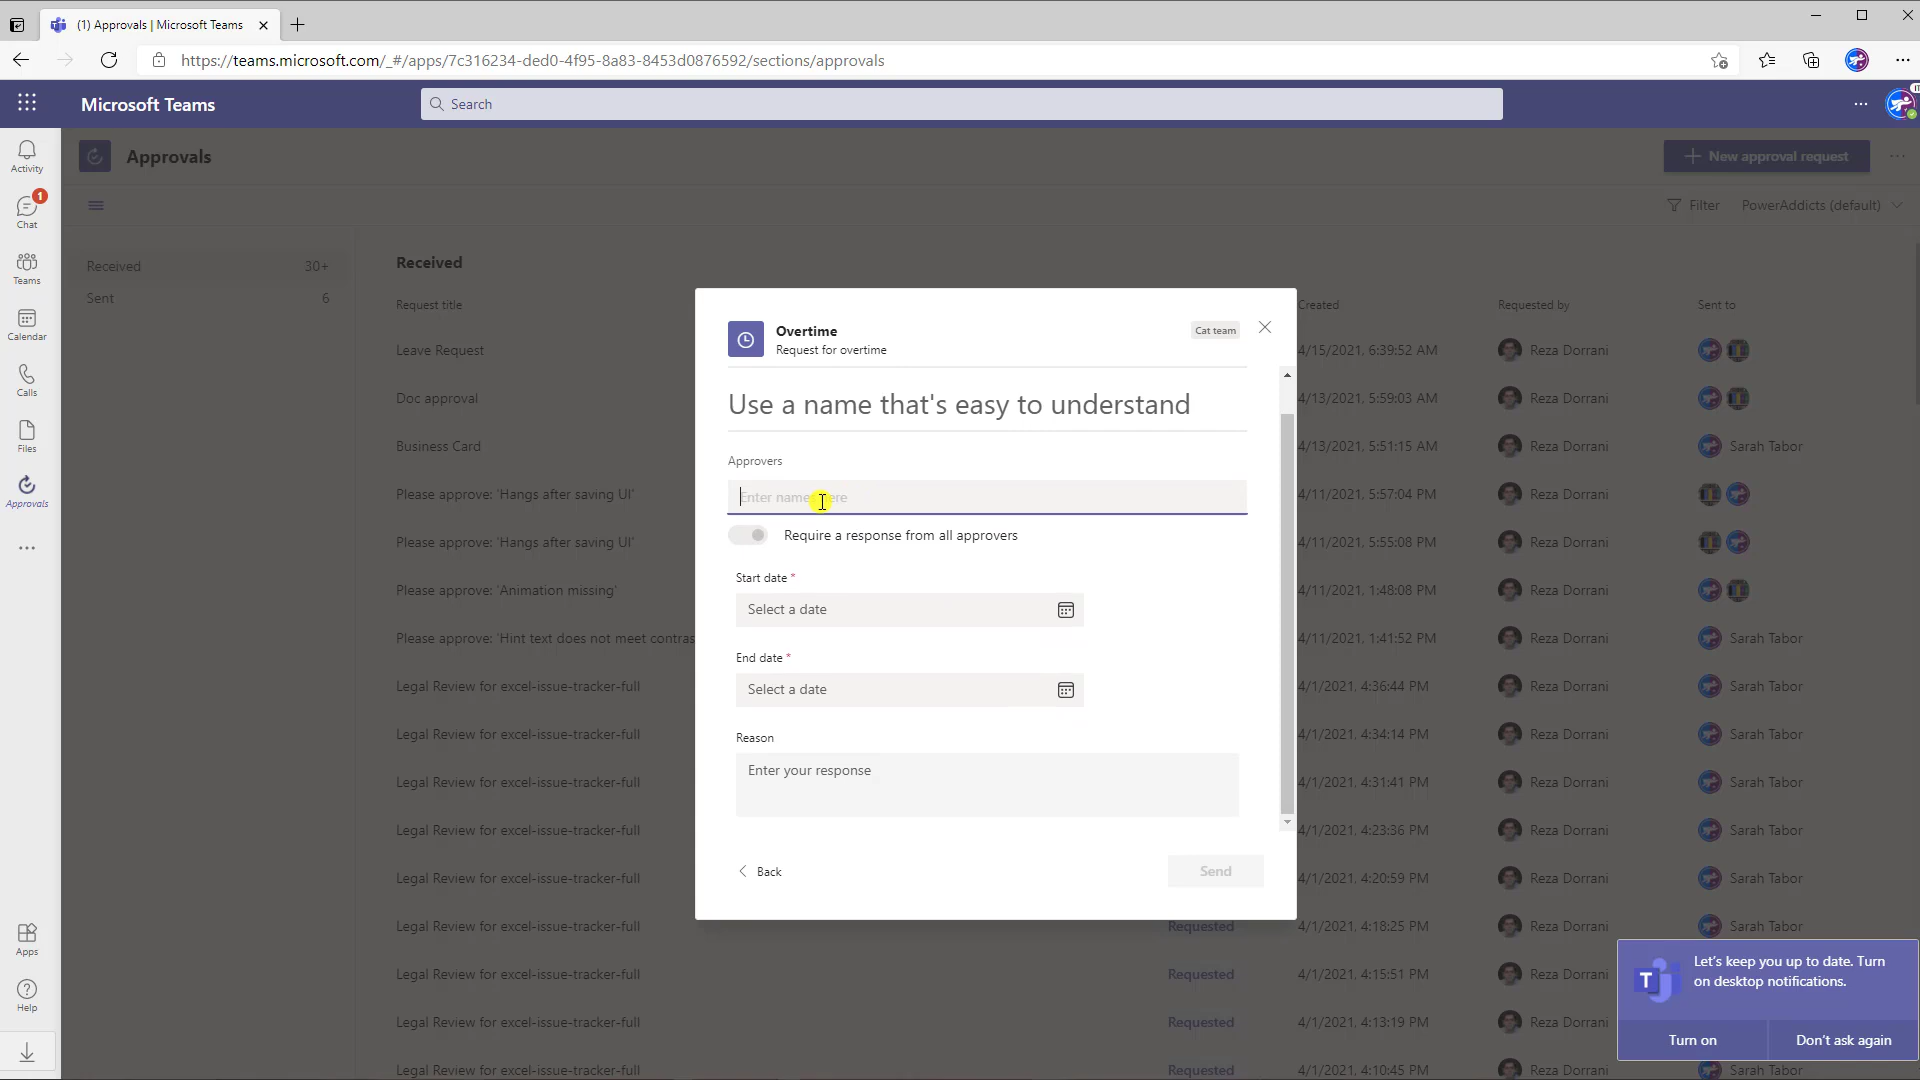 (1) Approvals | Microsoft Teams
https://teams.microsoft.com/_#/apps/7c316234-ded0-4f95-8a83-8453d0876592/sections/approvals
Microsoft Teams
Search
Activity
Chat
1
Teams
Calendar
Calls
Files
Approvals
Apps
Help
Approvals
New approval request
Filter
PowerAddicts (default)
Received 30+
Sent 6
Received
Request title
Created
Requested by
Sent to
Leave Request 4/15/2021, 6:39:52 AM Reza Dorrani
Doc approval 4/13/2021, 5:59:03 AM Reza Dorrani
Business Card 4/13/2021, 5:51:15 AM Reza Dorrani Sarah Tabor
Please approve: 'Hangs after saving UI' 4/11/2021, 5:57:04 PM Reza Dorrani
Please approve: 'Hangs after saving UI' 4/11/2021, 5:55:08 PM Reza Dorrani
Please approve: 'Animation missing' 4/11/2021, 1:48:08 PM Reza Dorrani
Please approve: 'Hint text does not meet contras 4/11/2021, 1:41:52 PM Reza Dorrani Sarah Tabor
Legal Review for excel-issue-tracker-full 4/1/2021, 4:36:44 PM Reza Dorrani Sarah Tabor
Legal Review for excel-issue-tracker-full 4/1/2021, 4:34:14 PM Reza Dorrani Sarah Tabor
Legal Review for excel-issue-tracker-full 4/1/2021, 4:31:41 PM Reza Dorrani Sarah Tabor
Legal Review for excel-issue-tracker-full 4/1/2021, 4:23:36 PM Reza Dorrani Sarah Tabor
Legal Review for excel-issue-tracker-full 4/1/2021, 4:20:59 PM Reza Dorrani Sarah Tabor
Legal Review for excel-issue-tracker-full Requested 4/1/2021, 4:18:25 PM Reza Dorrani Sarah Tabor
Legal Review for excel-issue-tracker-full Requested 4/1/2021, 4:15:51 PM Reza Dorrani
Legal Review for excel-issue-tracker-full Requested 4/1/2021, 4:13:19 PM Reza Dorrani
Legal Review for excel-issue-tracker-full Requested 4/1/2021, 4:10:45 PM Reza Dorrani Sarah Tabor
Overtime
Request for overtime
Cat team
Use a name that's easy to understand
Approvers
Enter names here
Require a response from all approvers
Start date *
Select a date
End date *
Select a date
Reason
Enter your response
Back
Send
T
Let's keep you up to date. Turn
on desktop notifications.
Turn on
Don't ask again